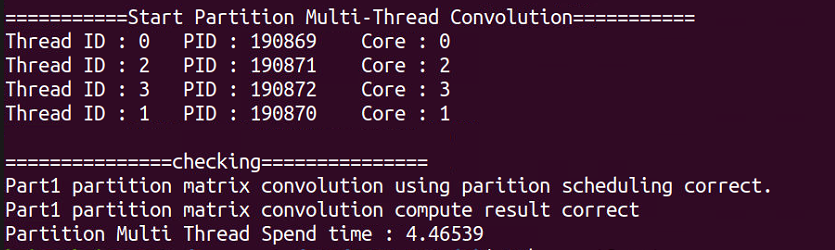 ===========Start Partition Multi-Thread Convolution===========
Thread ID : 0   PID : 190869    Core : 0
Thread ID : 2   PID : 190871    Core : 2
Thread ID : 3   PID : 190872    Core : 3
Thread ID : 1   PID : 190870    Core : 1
===============checking===============
Part1 partition matrix convolution using parition scheduling correct.
Part1 partition matrix convolution compute result correct
Partition Multi Thread Spend time : 4.46539